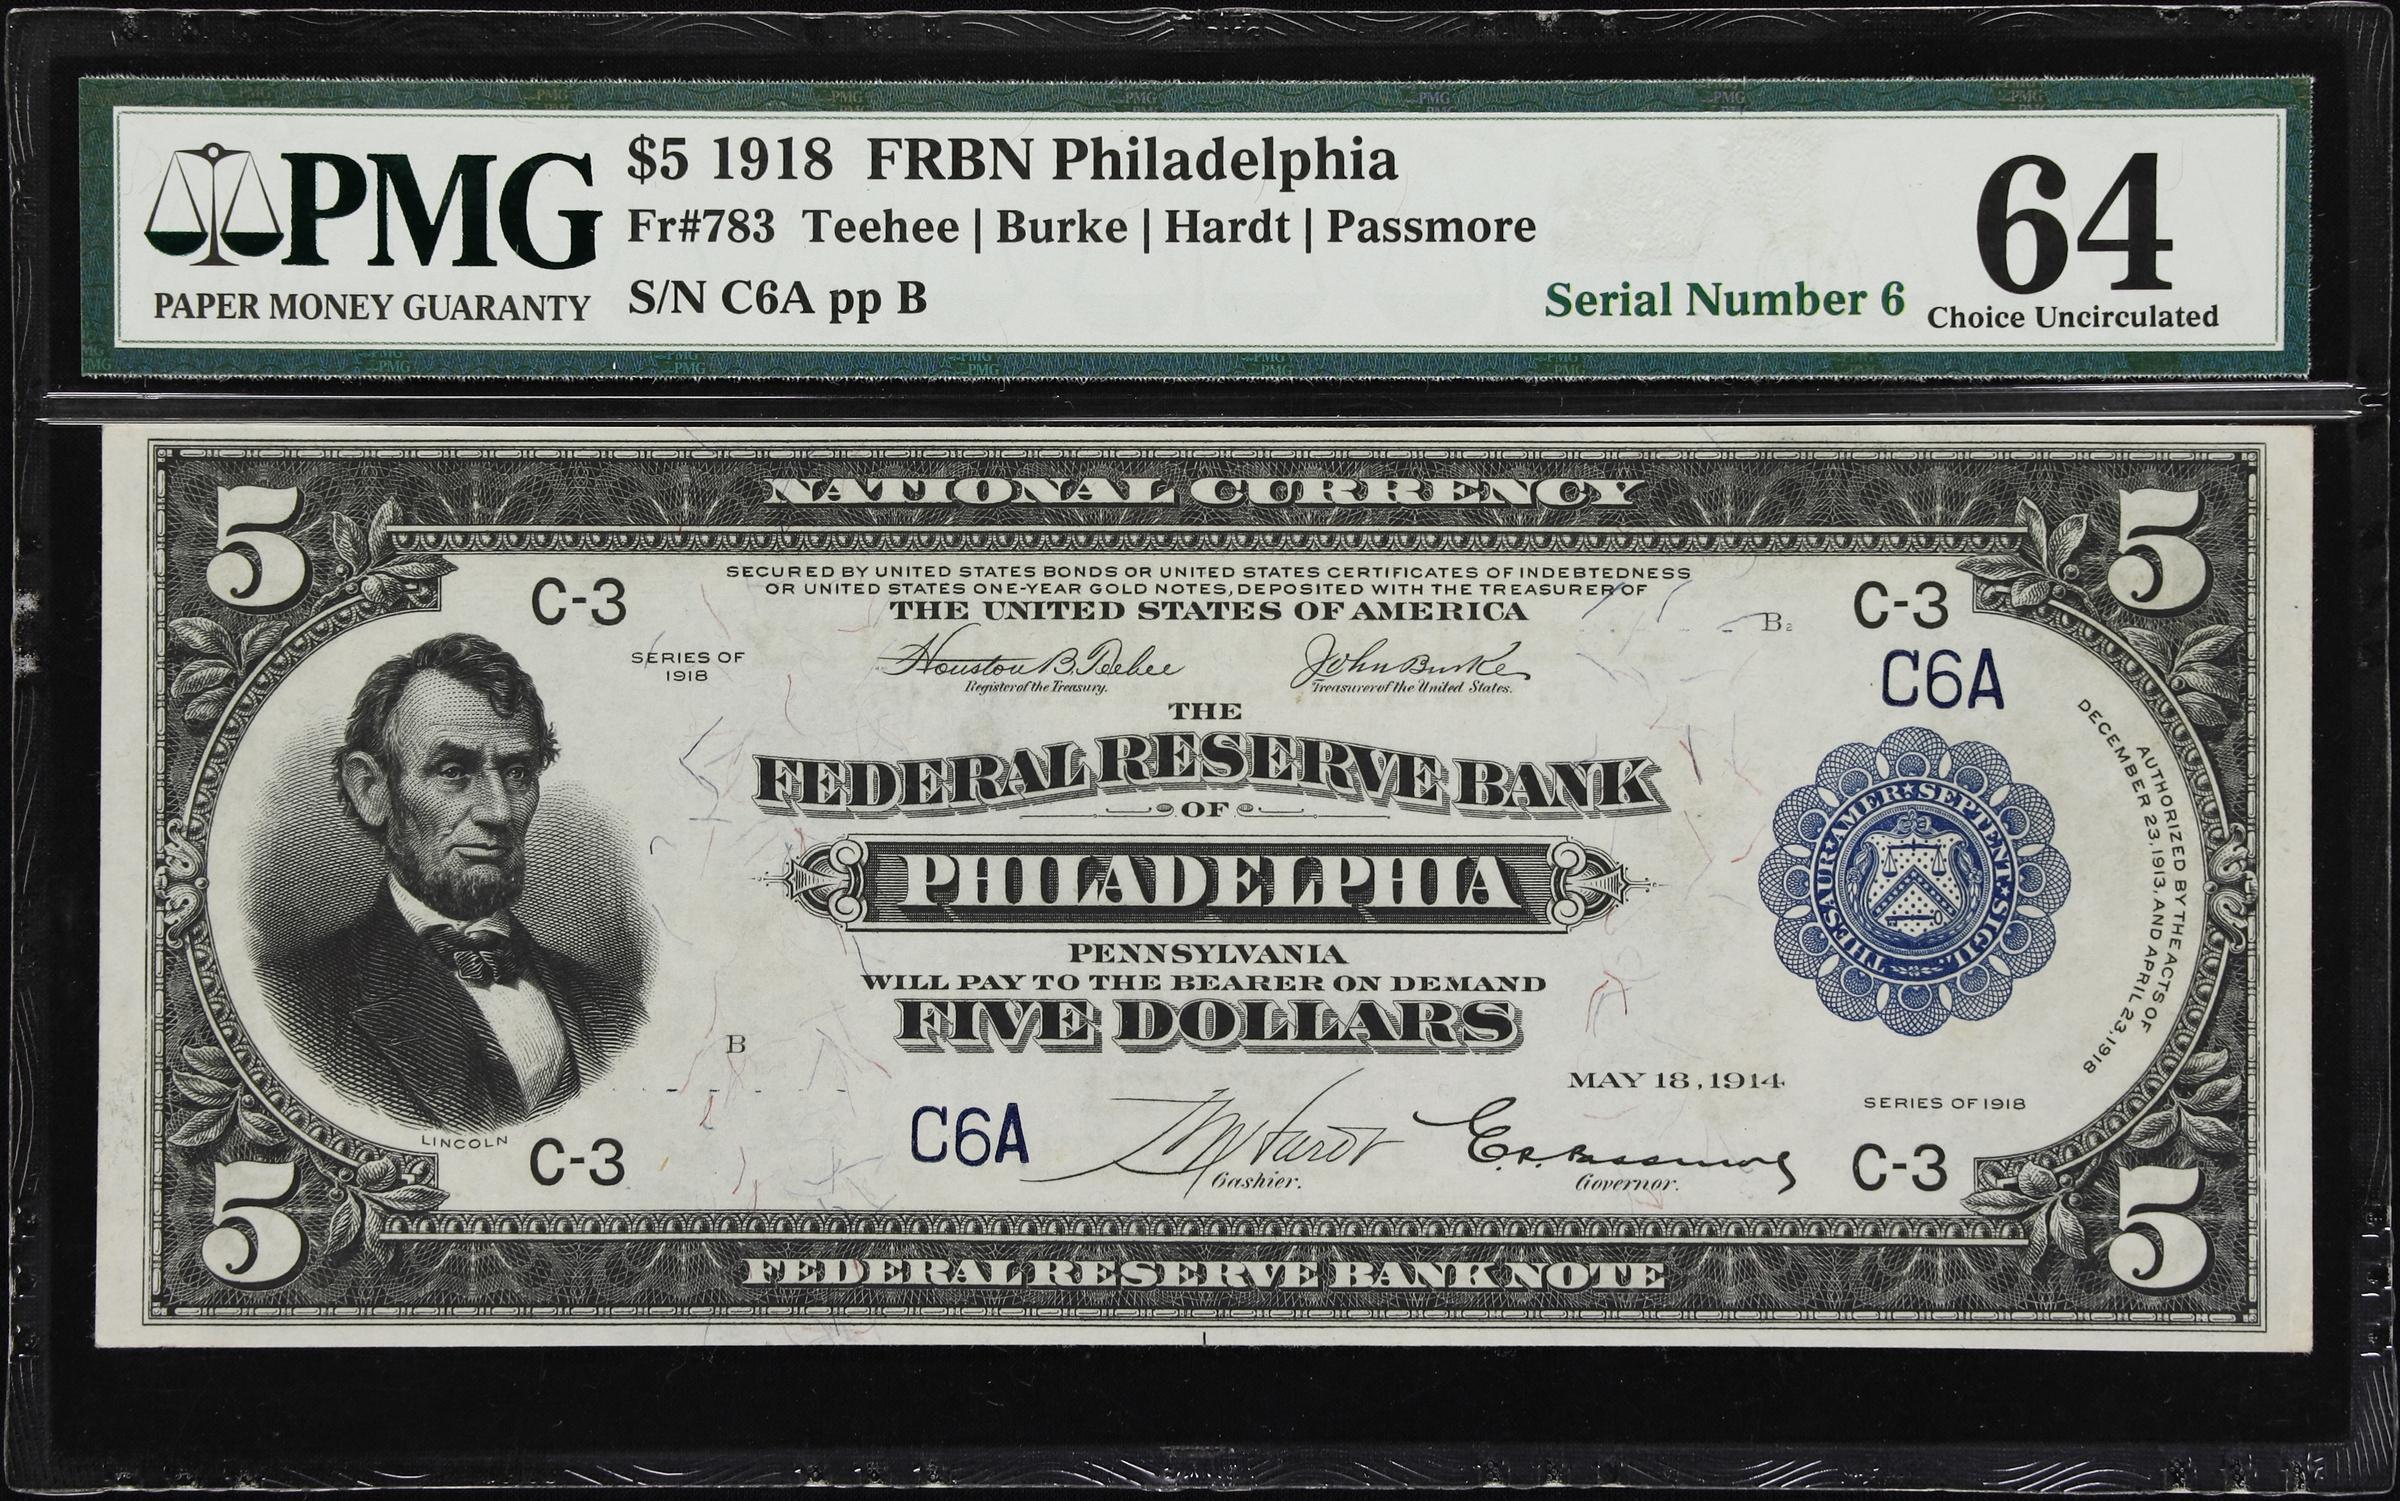 PMG
PAPER MONEY GUARANTY
$5 1918 FRBN Philadelphia
Fr#783 Teehee | Burke | Hardt | Passmore
S/N C6A pp B
Serial Number 6
64
Choice Uncirculated
NATIONAL CURRENCY
5
5
C-3
SECURED BY UNITED STATES BONDS OR UNITED STATES CERTIFICATES OF INDEBTEDNESS
OR UNITED STATES ONE-YEAR GOLD NOTES, DEPOSITED WITH THE TREASURER OF
THE UNITED STATES OF AMERICA
C-3
B2
SERIES OF
1918
Houston B. Teehee
Register of the Treasury.
John Burke
Treasurer of the United States.
C6A
THE
FEDERAL RESERVE BANK
OF
PHILADELPHIA
PENNSYLVANIA
WILL PAY TO THE BEARER ON DEMAND
FIVE DOLLARS
THESAUR★AMER★SEPTENT★SIGIL
AUTHORIZED BY THE ACTS OF
DECEMBER 23, 1913, AND APRIL 23, 1918
B
MAY 18, 1914
SERIES OF 1918
LINCOLN
C-3
C6A
Cashier.
E.P. Passmore
Governor.
C-3
5
5
FEDERAL RESERVE BANK NOTE